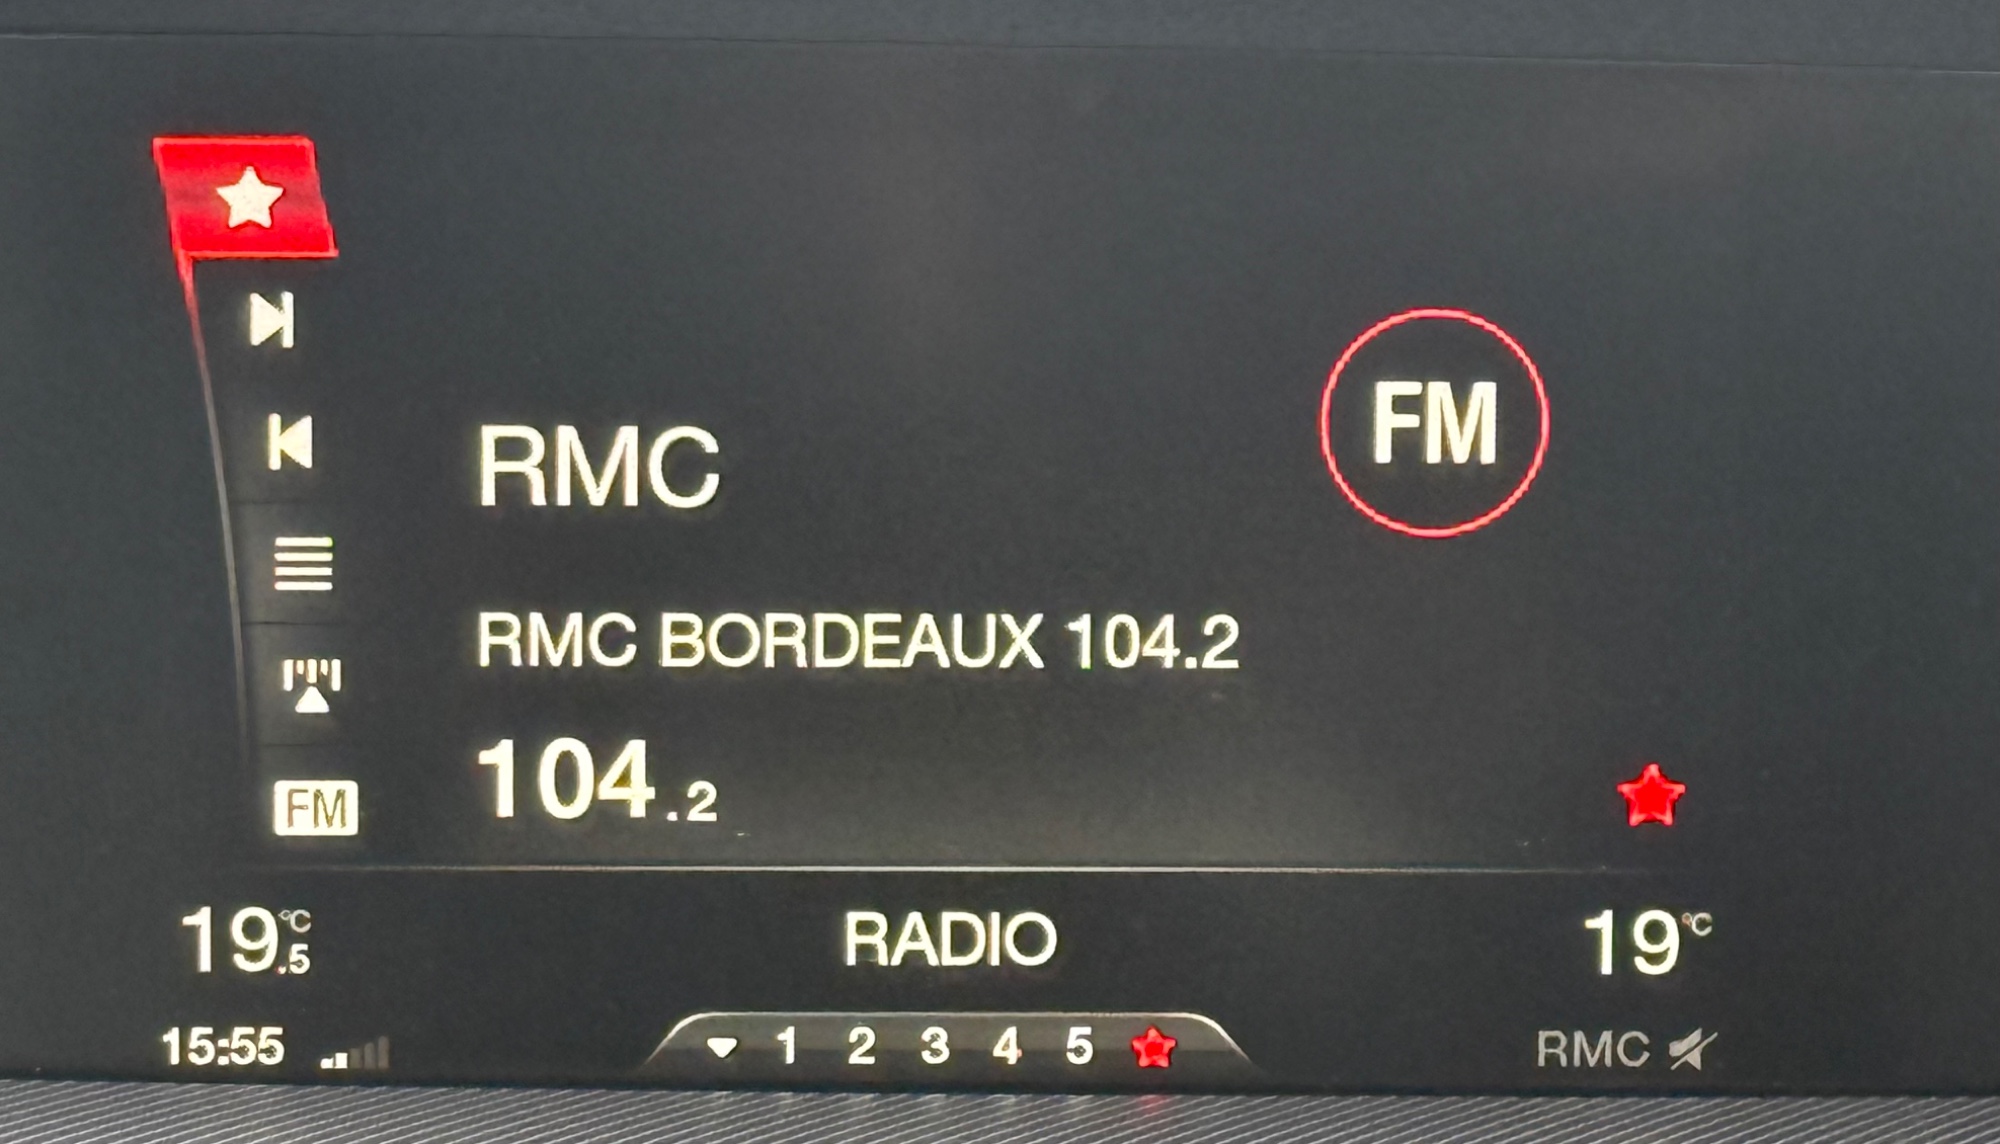 FM
RMC
RMC BORDEAUX 104.2
104.2
FM
19.5 °C
RADIO
19 °C
15:55
1 2 3 4 5
RMC